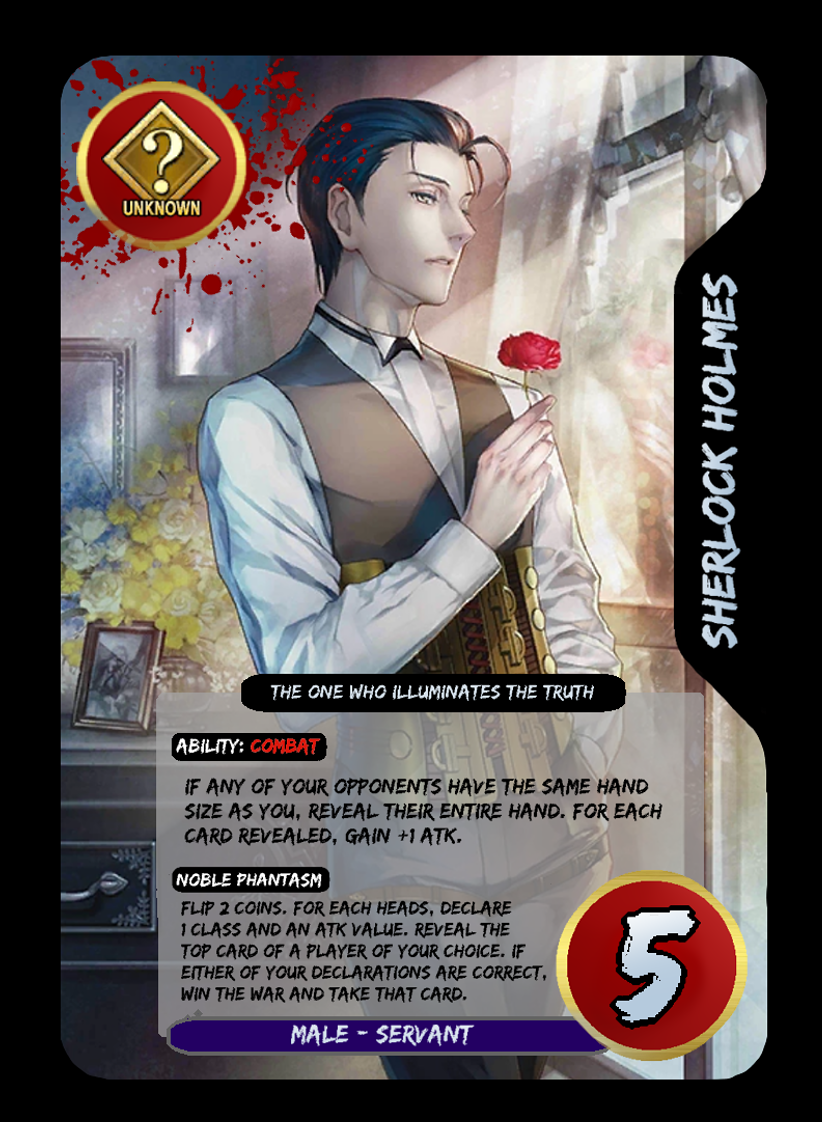 ?
UNKNOWN
SHERLOCK HOLMES
THE ONE WHO ILLUMINATES THE TRUTH
ABILITY: COMBAT
IF ANY OF YOUR OPPONENTS HAVE THE SAME HAND
SIZE AS YOU, REVEAL THEIR ENTIRE HAND. FOR EACH
CARD REVEALED, GAIN +1 ATK.
NOBLE PHANTASM
FLIP 2 COINS. FOR EACH HEADS, DECLARE
1 CLASS AND AN ATK VALUE. REVEAL THE
TOP CARD OF A PLAYER OF YOUR CHOICE. IF
EITHER OF YOUR DECLARATIONS ARE CORRECT,
WIN THE WAR AND TAKE THAT CARD.
5
MALE - SERVANT